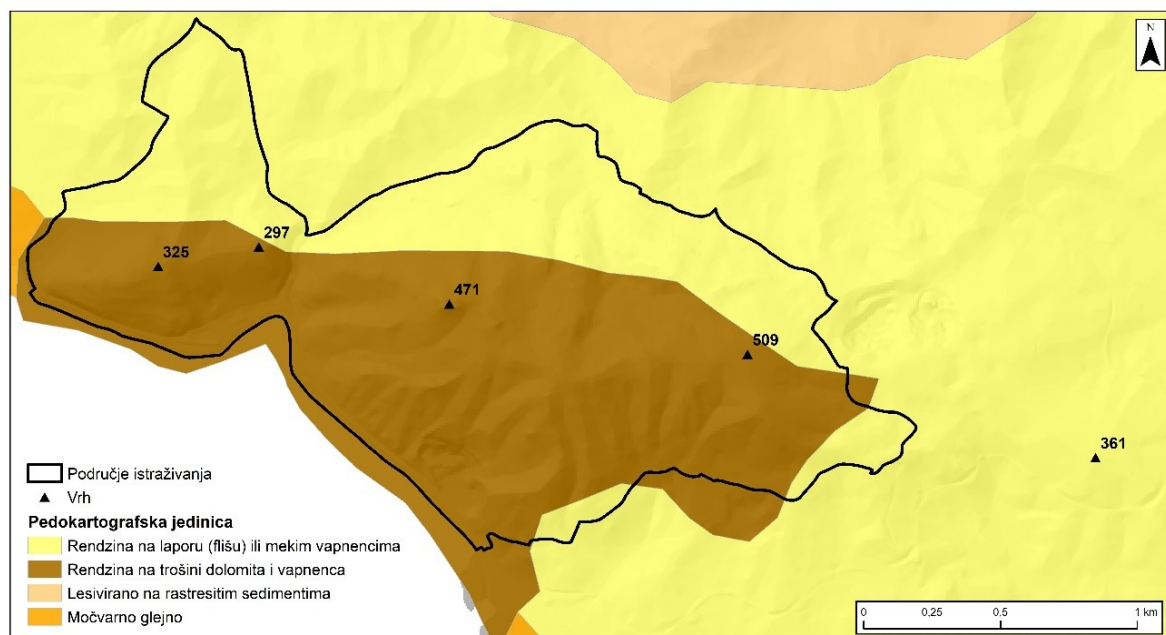 N
297
325
471
509
361
Područje istraživanja
Vrh
Pedokartografska jedinica
Rendzina na laporu (flišu) ili mekim vapnencima
Rendzina na trošini dolomita i vapnenca
Lesivirano na rastresitim sedimentima
Močvarno glejno
0 0,25 0,5 1 km